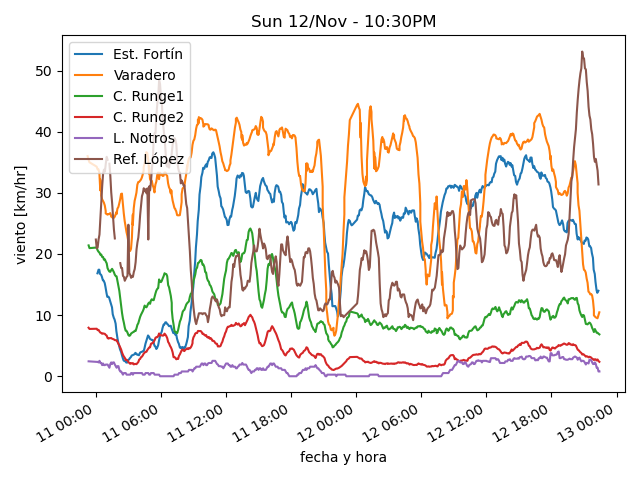 Sun 12/Nov - 10:30PM
Est. Fortín
Varadero
C. Runge1
C. Runge2
L. Notros
Ref. López
viento [km/hr]
50
40
30
20
10
0
11 00:00
11 06:00
11 12:00
11 18:00
12 00:00
12 06:00
12 12:00
12 18:00
13 00:00
fecha y hora